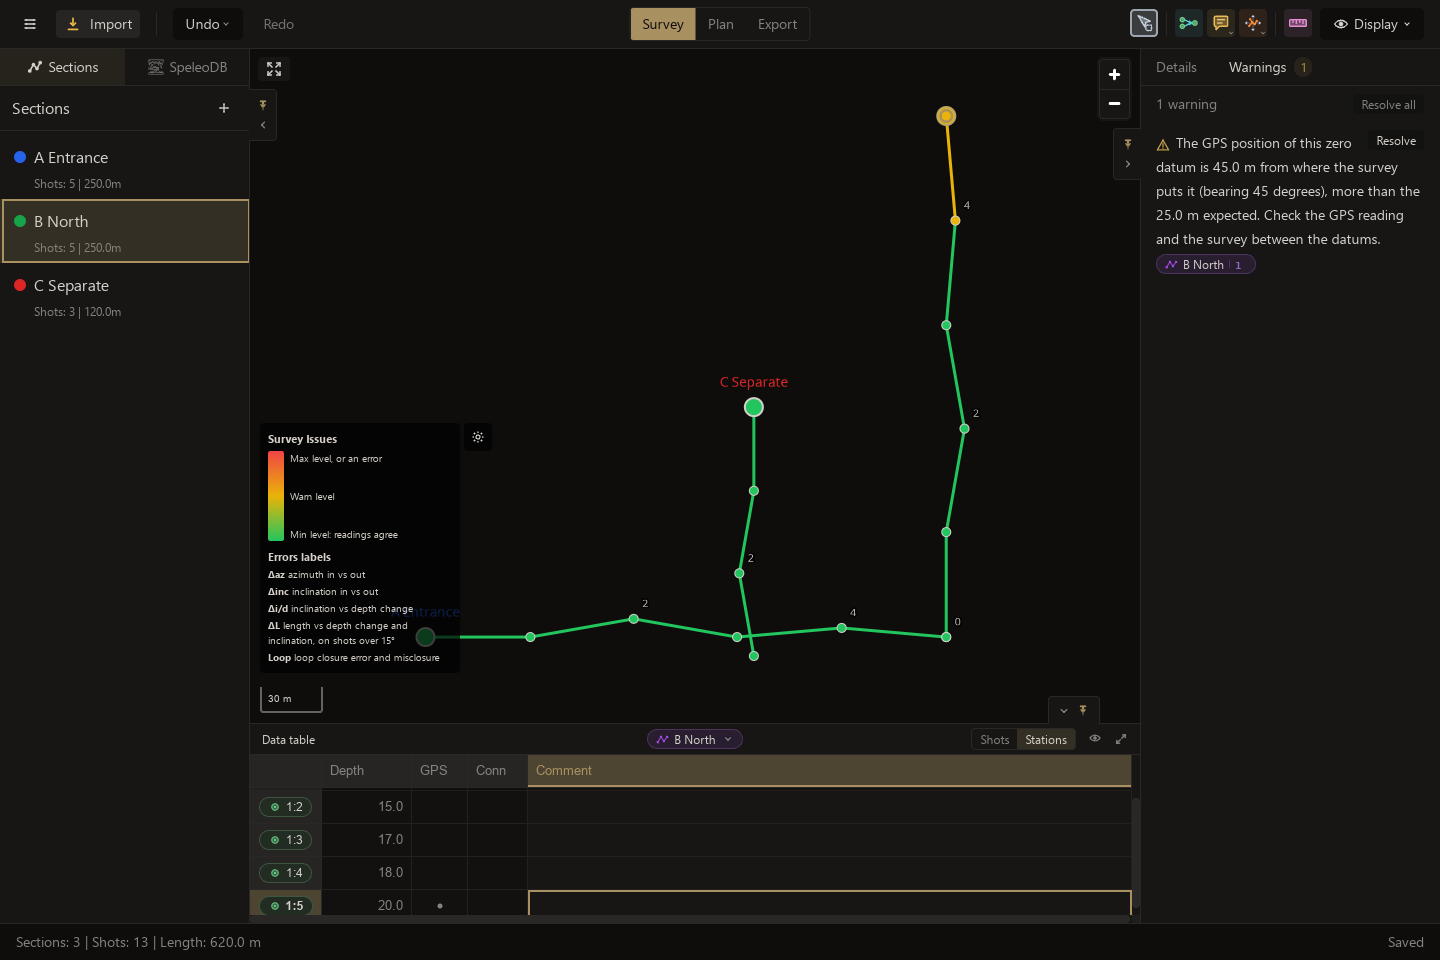 Import
Undo
Redo
Survey
Plan
Export
Display
Sections
SpeleoDB
Sections
A Entrance
Shots: 5 | 250.0m
B North
Shots: 5 | 250.0m
C Separate
Shots: 3 | 120.0m
4
2
C Separate
2
4
0
2
Survey Issues
Max level, or an error
Warn level
Min level: readings agree
Errors labels
Δaz azimuth in vs out
Δinc inclination in vs out
Δi/d inclination vs depth change
ΔL length vs depth change and
inclination, on shots over 15°
Loop loop closure error and misclosure
30 m
Details
Warnings 1
1 warning
Resolve all
The GPS position of this zero
Resolve
datum is 45.0 m from where the survey
puts it (bearing 45 degrees), more than the
25.0 m expected. Check the GPS reading
and the survey between the datums.
B North 1
Data table
B North
Shots
Stations
Depth GPS Conn Comment
1:2 15.0
1:3 17.0
1:4 18.0
1:5 20.0
Sections: 3 | Shots: 13 | Length: 620.0 m
Saved